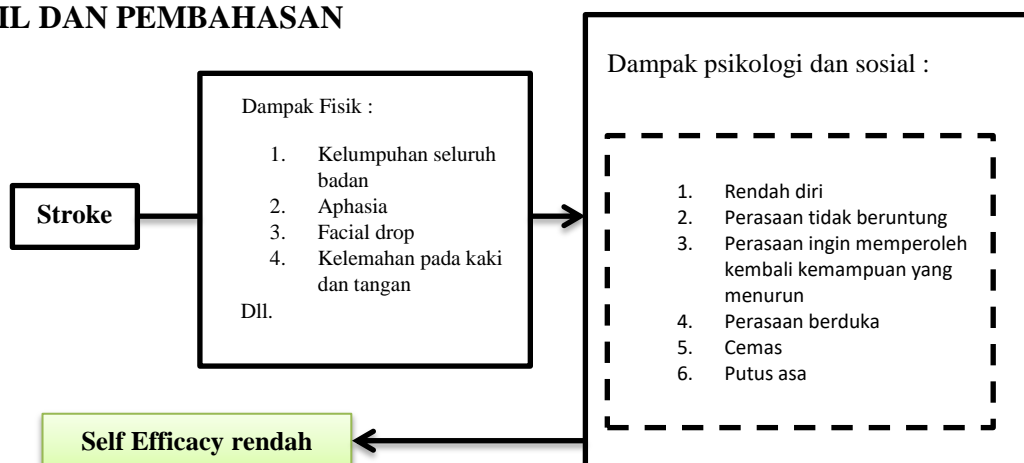 IL DAN PEMBAHASAN
Stroke
Dampak Fisik :
1. Kelumpuhan seluruh
badan
2. Aphasia
3. Facial drop
4. Kelemahan pada kaki
dan tangan
Dll.
Dampak psikologi dan sosial :
1. Rendah diri
2. Perasaan tidak beruntung
3. Perasaan ingin memperoleh
kembali kemampuan yang
menurun
4. Perasaan berduka
5. Cemas
6. Putus asa
Self Efficacy rendah